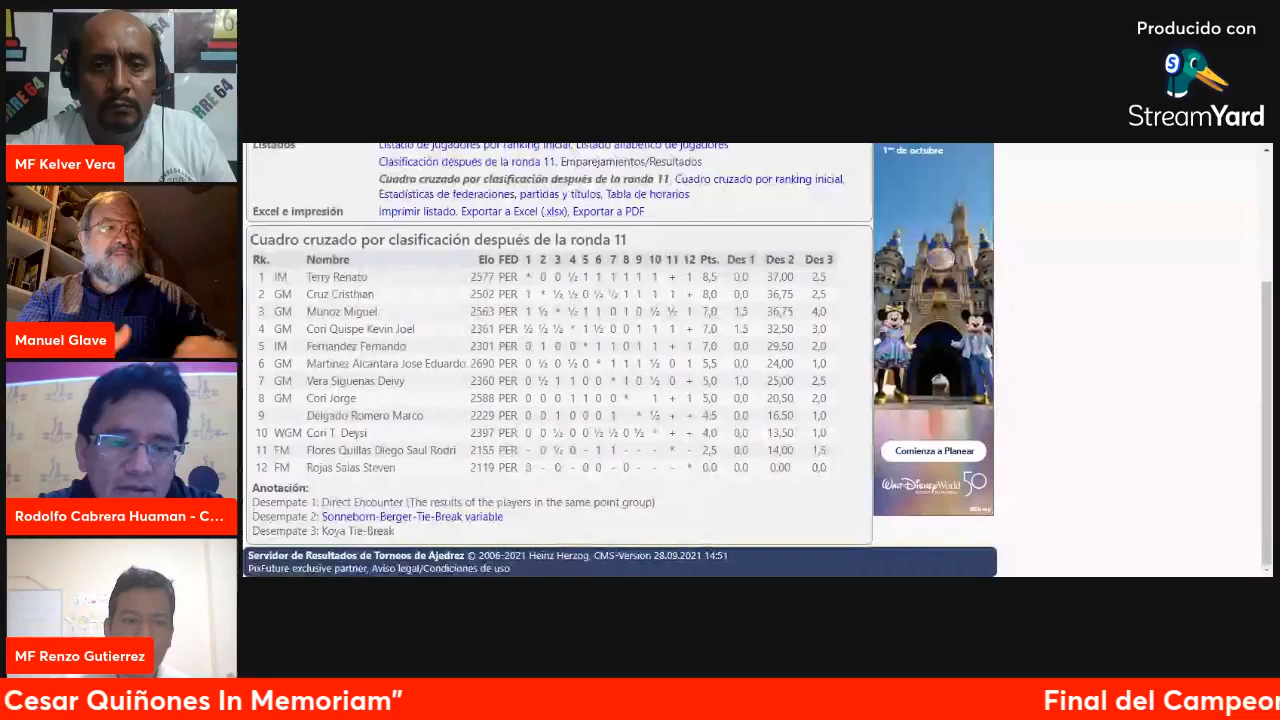 MF Kelver Vera
Manuel Glave
Rodolfo Cabrera Huaman - C...
MF Renzo Gutierrez
Producido con
StreamYard
Listados
Listado de jugadores por ranking inicial, Listado alfabético de jugadores
Clasificación después de la ronda 11, Emparejamientos/Resultados
Cuadro cruzado por clasificación después de la ronda 11, Cuadro cruzado por ranking inicial,
Estadísticas de federaciones, partidas y títulos, Tabla de horarios
Excel e impresión Imprimir listado, Exportar a Excel (.xlsx), Exportar a PDF
Cuadro cruzado por clasificación después de la ronda 11
Rk. Nombre Elo FED 1 2 3 4 5 6 7 8 9 10 11 12 Pts. Des 1 Des 2 Des 3
1 IM Terry Renato 2577 PER * 0 0 ½ 1 1 1 1 1 1 + 1 8,5 0,0 37,00 2,5
2 GM Cruz Cristhian 2502 PER 1 * ½ ½ 0 ½ ½ 1 1 1 1 + 8,0 0,0 36,75 2,5
3 GM Munoz Miguel 2563 PER 1 ½ * ½ 1 1 0 1 0 ½ ½ 1 7,0 1,5 36,75 4,0
4 GM Cori Quispe Kevin Joel 2361 PER ½ ½ ½ * 1 ½ 0 0 1 1 1 + 7,0 1,5 32,50 3,0
5 IM Fernandez Fernando 2301 PER 0 1 0 0 * 1 1 0 1 1 + 1 7,0 0,0 29,50 2,0
6 GM Martinez Alcantara Jose Eduardo 2690 PER 0 ½ 0 ½ 0 * 1 1 1 ½ 0 1 5,5 0,0 24,00 1,0
7 GM Vera Siguenas Deivy 2360 PER 0 ½ 1 1 0 0 * 1 0 ½ 0 + 5,0 1,0 25,00 2,5
8 GM Cori Jorge 2588 PER 0 0 0 1 1 0 0 * 1 + 1 5,0 0,0 20,50 2,0
9 Delgado Romero Marco 2229 PER 0 0 1 0 0 0 1 * ½ + + 4,5 0,0 16,50 1,0
10 WGM Cori T. Deysi 2397 PER 0 0 ½ 0 0 ½ ½ 0 ½ * + + 4,0 0,0 13,50 1,0
11 FM Flores Quillas Diego Saul Rodri 2155 PER - 0 ½ 0 - 1 1 - - - * - 2,5 0,0 14,00 1,5
12 FM Rojas Salas Steven 2119 PER 0 - 0 - 0 0 - 0 - - * 0,0 0,0 0,00 0,0
Anotación:
Desempate 1: Direct Encounter (The results of the players in the same point group)
Desempate 2: Sonneborn-Berger-Tie-Break variable
Desempate 3: Koya Tie-Break
Servidor de Resultados de Torneos de Ajedrez © 2006-2021 Heinz Herzog, CMS-Version 28.09.2021 14:51
PixFuture exclusive partner, Aviso legal/Condiciones de uso
1ero de octubre
Comienza a Planear
WALT DISNEY WORLD 50
©Disney
Cesar Quiñones In Memoriam"
Final del Campeon